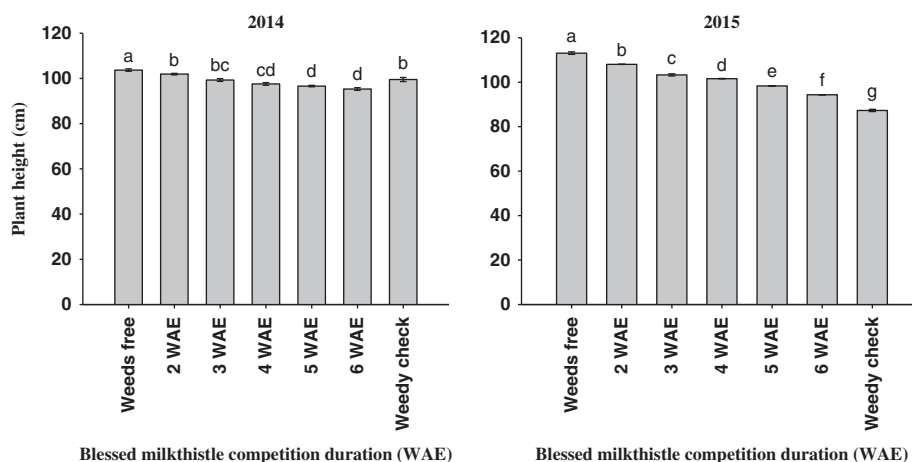 2014
120
100
80
60
40
20
0
Plant height (cm)
a
b
bc
cd
d
d
b
Weeds free
2 WAE
3 WAE
4 WAE
5 WAE
6 WAE
Weedy check
Blessed milkthistle competition duration (WAE)
2015
120
100
80
60
40
20
0
a
b
c
d
e
f
g
Weeds free
2 WAE
3 WAE
4 WAE
5 WAE
6 WAE
Weedy check
Blessed milkthistle competition duration (WAE)